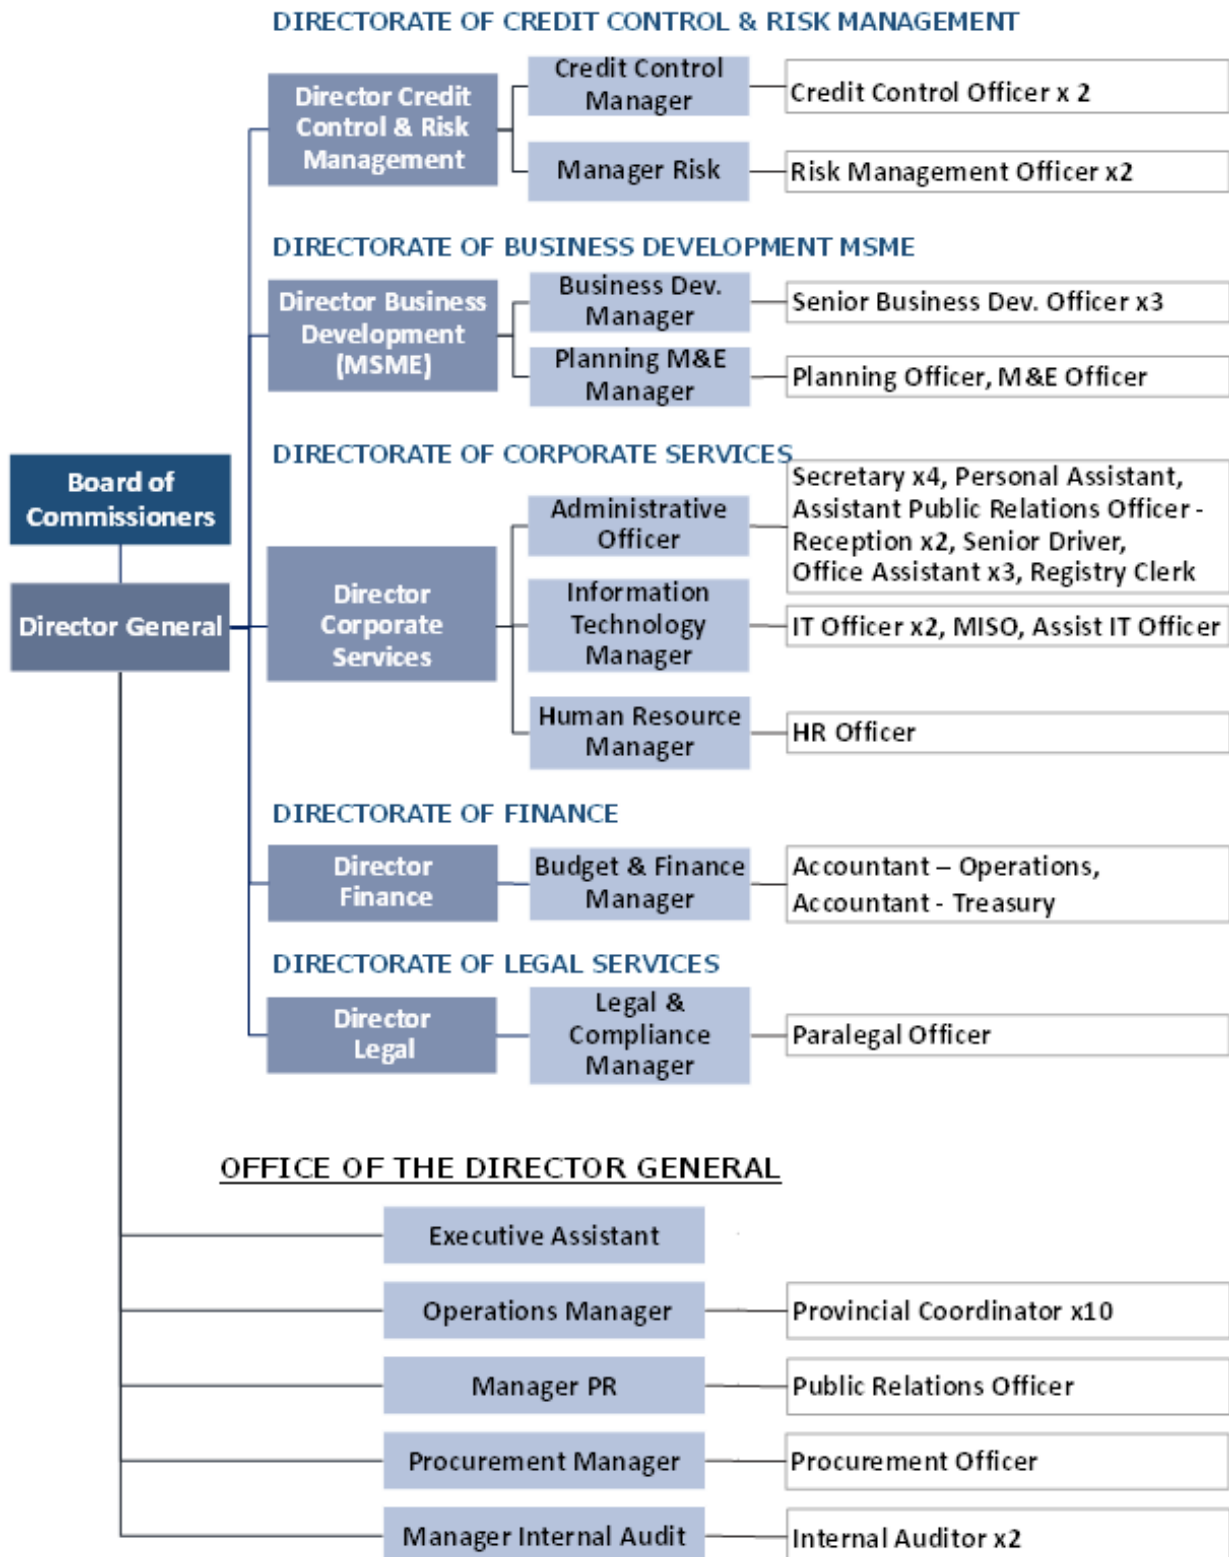 DIRECTORATE OF CREDIT CONTROL & RISK MANAGEMENT
Director Credit
Control & Risk
Management
Credit Control
Manager
Credit Control Officer x 2
Manager Risk
Risk Management Officer x2
DIRECTORATE OF BUSINESS DEVELOPMENT MSME
Director Business
Development
(MSME)
Business Dev.
Manager
Senior Business Dev. Officer x3
Planning M&E
Manager
Planning Officer, M&E Officer
Board of
Commissioners
Director General
DIRECTORATE OF CORPORATE SERVICES
Director
Corporate
Services
Administrative
Officer
Secretary x4, Personal Assistant,
Assistant Public Relations Officer -
Reception x2, Senior Driver,
Office Assistant x3, Registry Clerk
Information
Technology
Manager
IT Officer x2, MISO, Assist IT Officer
Human Resource
Manager
HR Officer
DIRECTORATE OF FINANCE
Director
Finance
Budget & Finance
Manager
Accountant – Operations,
Accountant - Treasury
DIRECTORATE OF LEGAL SERVICES
Director
Legal
Legal &
Compliance
Manager
Paralegal Officer
OFFICE OF THE DIRECTOR GENERAL
Executive Assistant
Operations Manager
Provincial Coordinator x10
Manager PR
Public Relations Officer
Procurement Manager
Procurement Officer
Manager Internal Audit
Internal Auditor x2